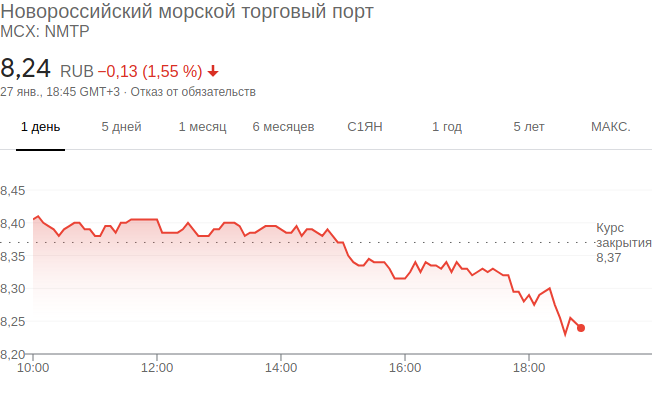 Новороссийский морской торговый порт
MCX: NMTP
8,24 RUB −0,13 (1,55 %)
27 янв., 18:45 GMT+3 · Отказ от обязательств
1 день 5 дней 1 месяц 6 месяцев С1ЯН 1 год 5 лет МАКС.
8,45
8,40
Курс
закрытия
8,37
8,35
8,30
8,25
8,20
10:00 12:00 14:00 16:00 18:00